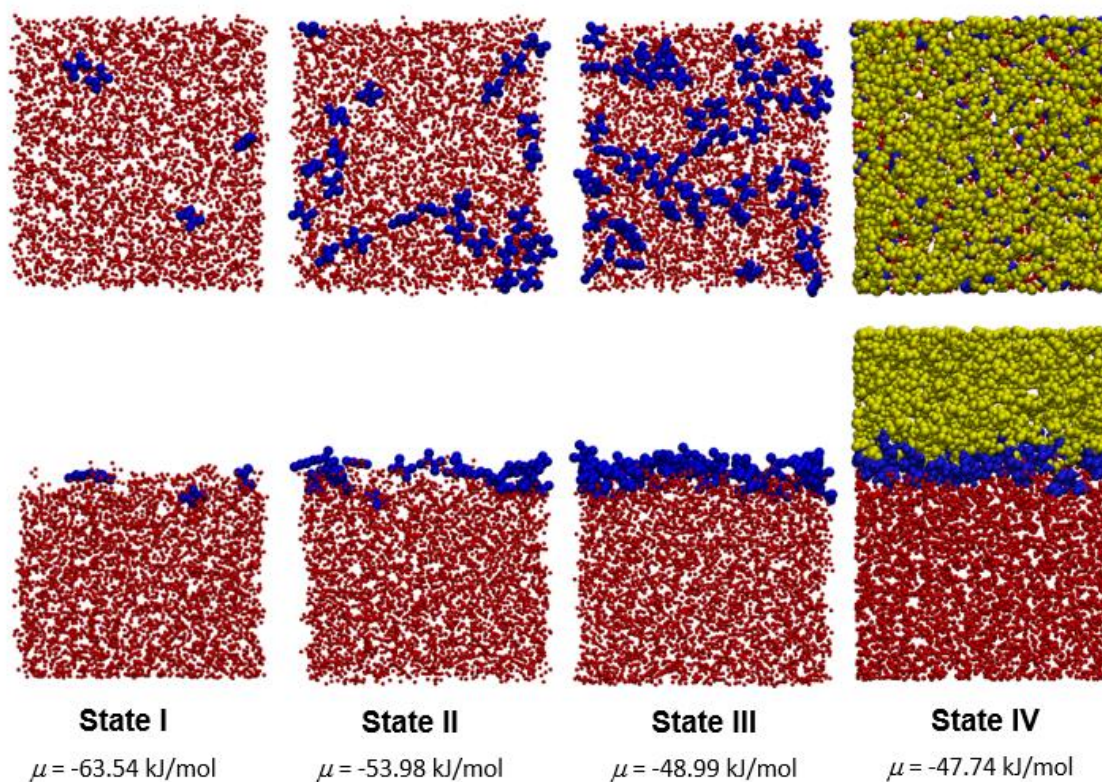 State I State II State III State IV
μ = -63.54 kJ/mol μ = -53.98 kJ/mol μ = -48.99 kJ/mol μ = -47.74 kJ/mol